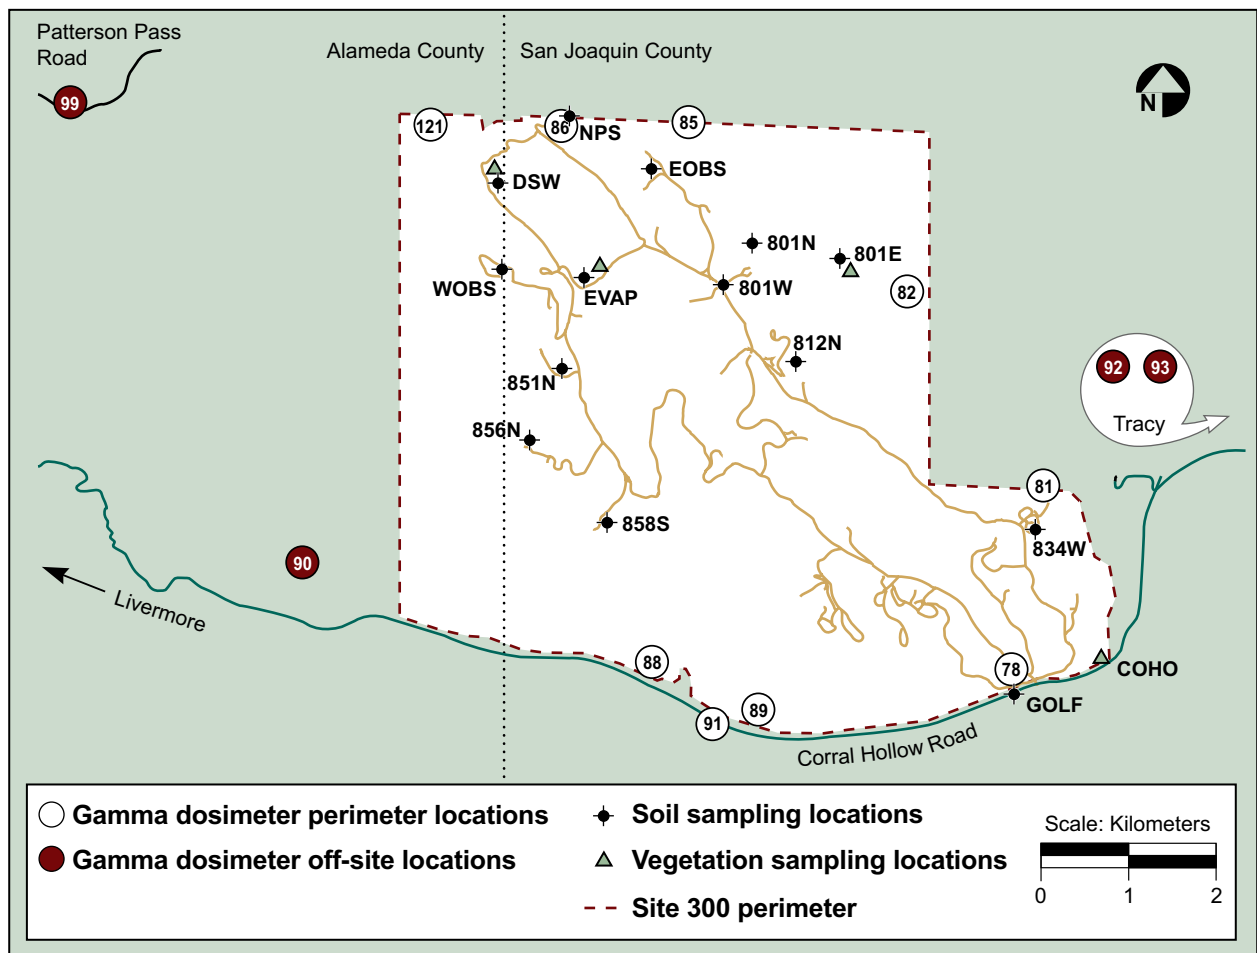 Patterson Pass
Road
99
Alameda County
San Joaquin County
N
121
86
85
NPS
DSW
EOBS
801N
801E
WOBS
EVAP
801W
82
812N
92
93
Tracy
851N
856N
81
858S
834W
90
Livermore
88
78
COHO
GOLF
91
89
Corral Hollow Road
Gamma dosimeter perimeter locations
Gamma dosimeter off-site locations
Soil sampling locations
Vegetation sampling locations
Site 300 perimeter
Scale: Kilometers
0 1 2